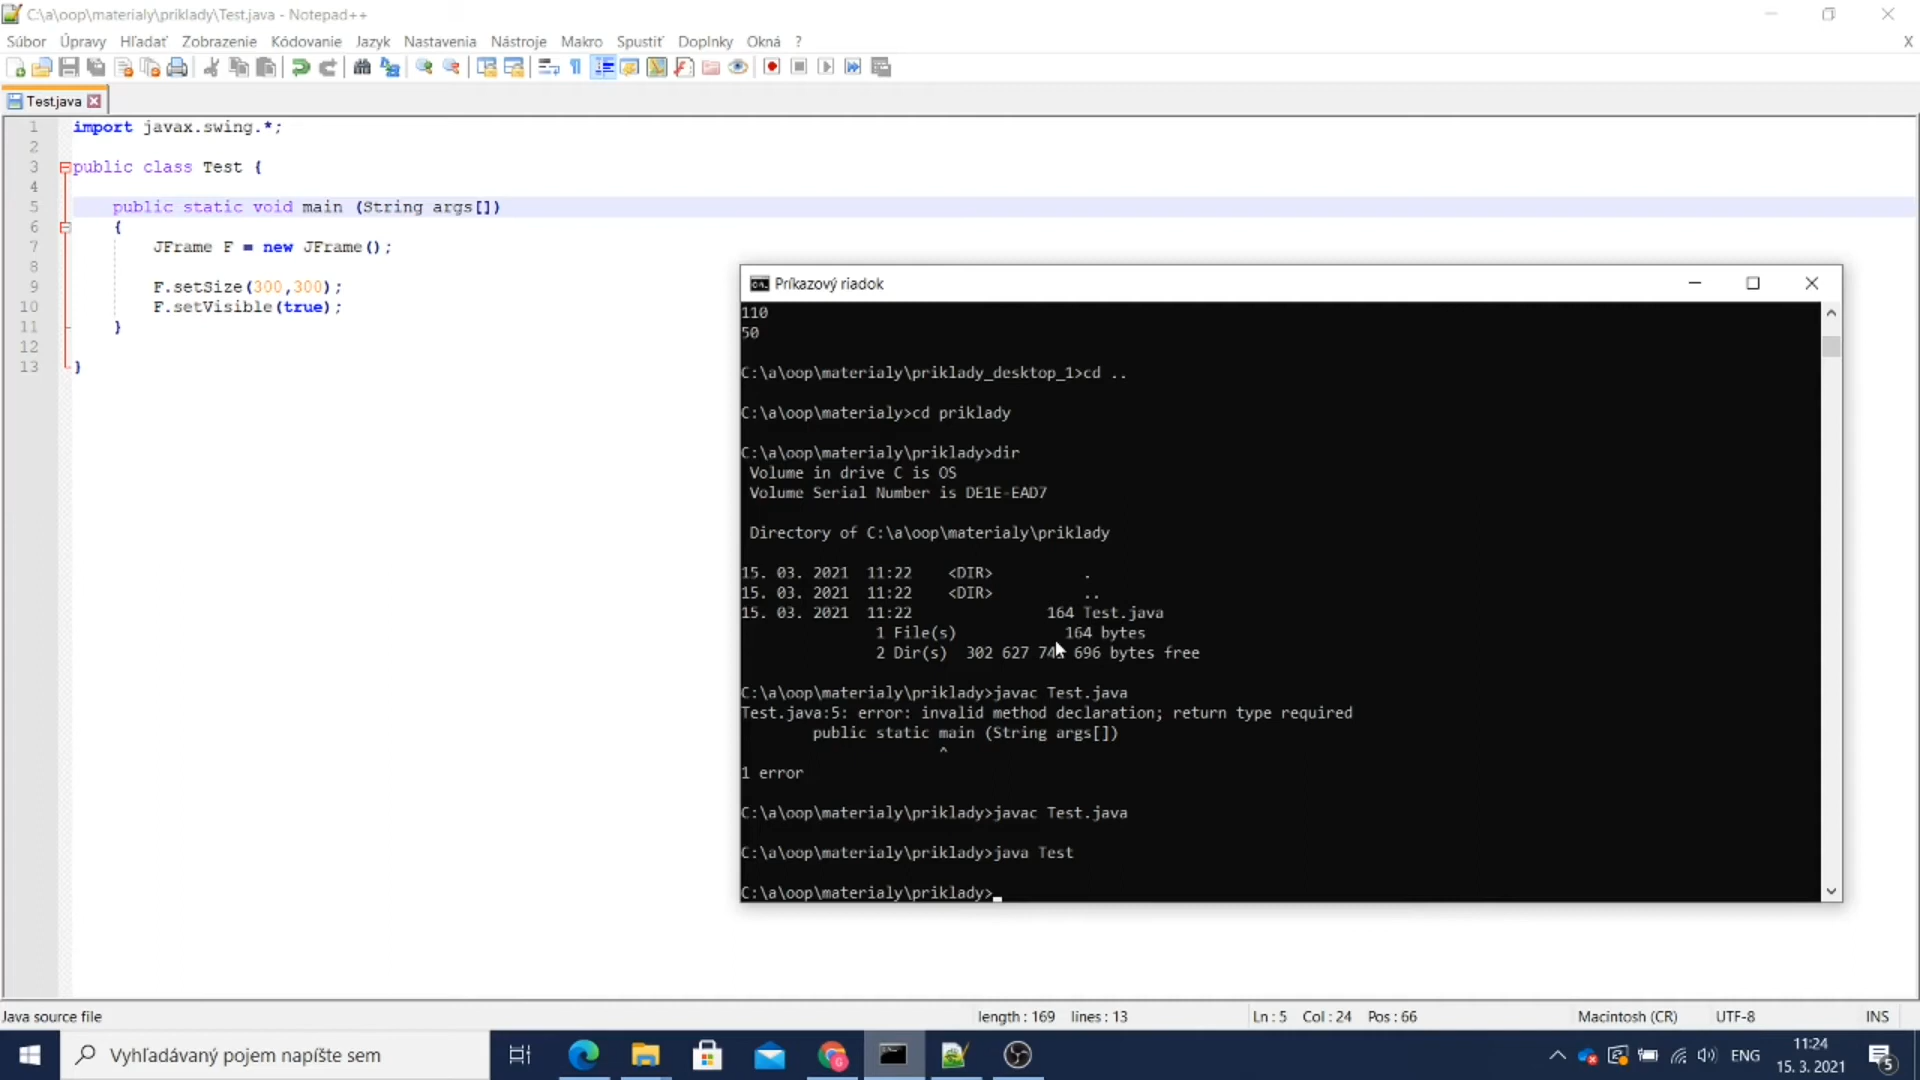 C:\a\oop\materialy\priklady\Test.java - Notepad++
Súbor Úpravy Hľadať Zobrazenie Kódovanie Jazyk Nastavenia Nástroje Makro Spustiť Doplnky Okná ? X
Test.java
1 import javax.swing.*;
2
3 public class Test {
4
5 public static void main (String args[])
6 {
7 JFrame F = new JFrame();
8
9 F.setSize(300,300);
10 F.setVisible(true);
11 }
12
13 }
Príkazový riadok
110
50
C:\a\oop\materialy\priklady_desktop_1>cd ..
C:\a\oop\materialy>cd priklady
C:\a\oop\materialy\priklady>dir
Volume in drive C is OS
Volume Serial Number is DE1E-EAD7
Directory of C:\a\oop\materialy\priklady
15. 03. 2021 11:22 <DIR> .
15. 03. 2021 11:22 <DIR> ..
15. 03. 2021 11:22 164 Test.java
1 File(s) 164 bytes
2 Dir(s) 302 627 696 bytes free
C:\a\oop\materialy\priklady>javac Test.java
Test.java:5: error: invalid method declaration; return type required
public static main (String args[])
^
1 error
C:\a\oop\materialy\priklady>javac Test.java
C:\a\oop\materialy\priklady>java Test
C:\a\oop\materialy\priklady>
Java source file length : 169 lines : 13 Ln : 5 Col : 24 Pos : 66 Macintosh (CR) UTF-8 INS
Vyhľadávaný pojem napíšte sem
ENG
11:24
15. 3. 2021
5